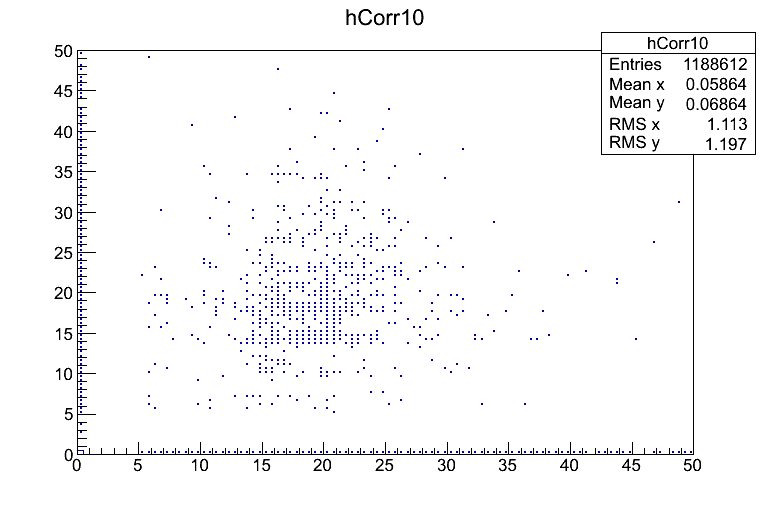 hCorr10
hCorr10
Entries 1188612
Mean x 0.05864
Mean y 0.06864
RMS x 1.113
RMS y 1.197
50
45
40
35
30
25
20
15
10
5
0
0 5 10 15 20 25 30 35 40 45 50